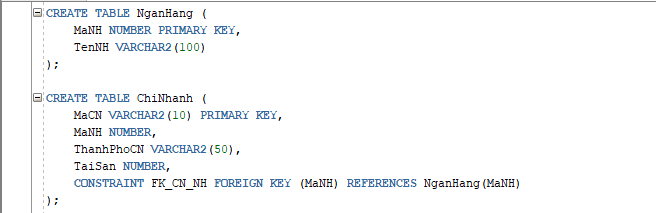 CREATE TABLE NganHang (
    MaNH NUMBER PRIMARY KEY,
    TenNH VARCHAR2(100)
);
CREATE TABLE ChiNhanh (
    MaCN VARCHAR2(10) PRIMARY KEY,
    MaNH NUMBER,
    ThanhPhoCN VARCHAR2(50),
    TaiSan NUMBER,
    CONSTRAINT FK_CN_NH FOREIGN KEY (MaNH) REFERENCES NganHang(MaNH)
);